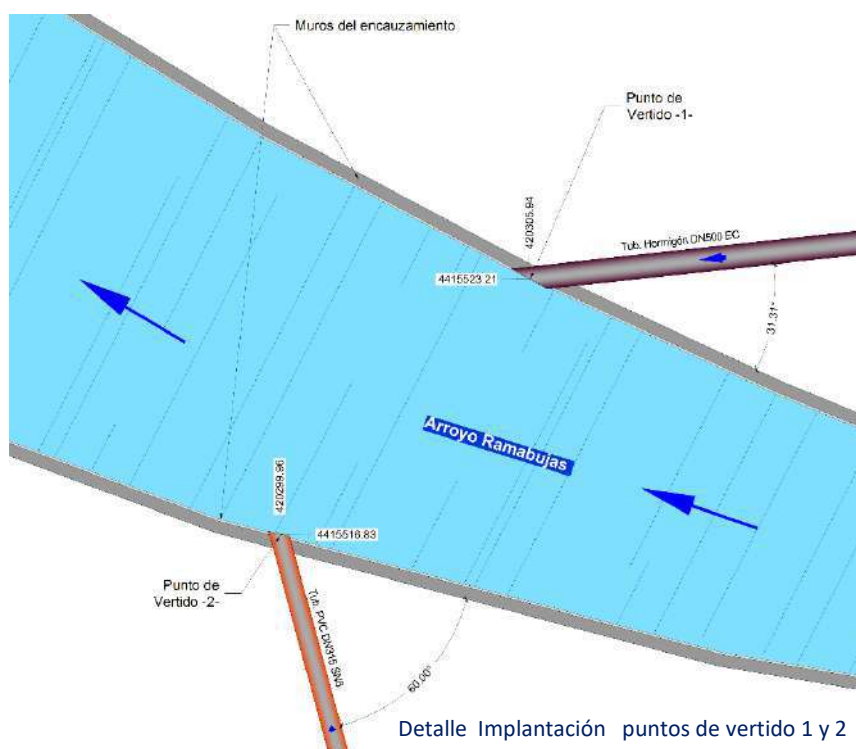 Muros del encauzamiento
Punto de
Vertido -1-
420305.94
Tub. Hormigón DN500 EC
4415523.21
31.31°
Arroyo Ramabujas
420299.96
4415516.83
Punto de
Vertido -2-
Tub. PVC DN315 SN8
60.00°
Detalle Implantación puntos de vertido 1 y 2